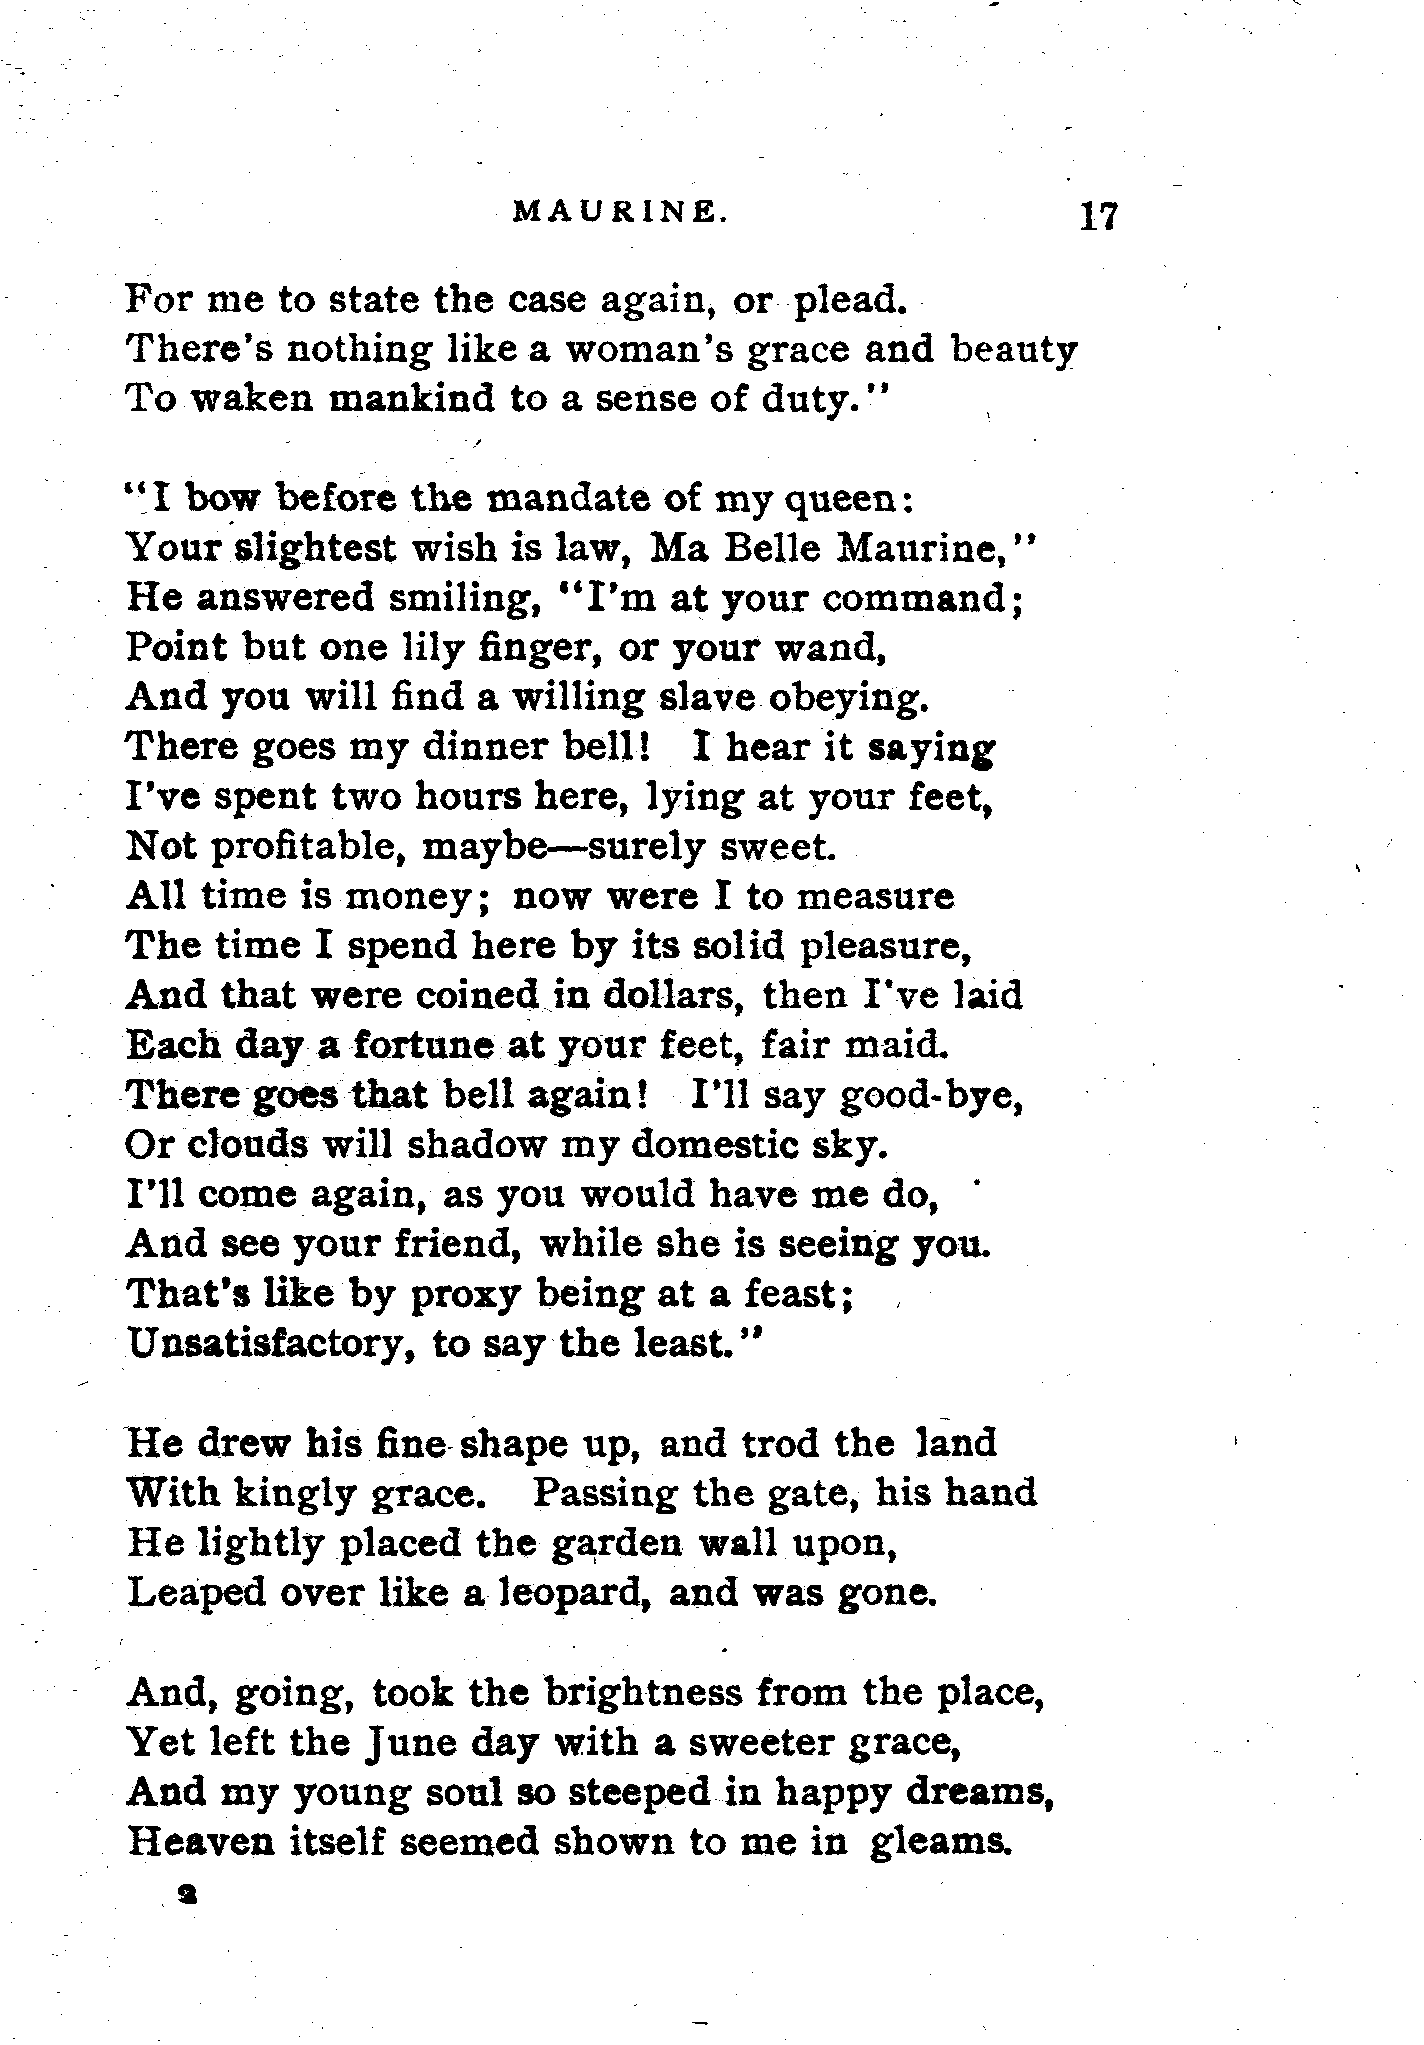 MAURINE. 17
For me to state the case again, or plead.
There's nothing like a woman's grace and beauty
To waken mankind to a sense of duty."
"I bow before the mandate of my queen:
Your slightest wish is law, Ma Belle Maurine,"
He answered smiling, "I'm at your command;
Point but one lily finger, or your wand,
And you will find a willing slave obeying.
There goes my dinner bell! I hear it saying
I've spent two hours here, lying at your feet,
Not profitable, maybe—surely sweet.
All time is money; now were I to measure
The time I spend here by its solid pleasure,
And that were coined in dollars, then I've laid
Each day a fortune at your feet, fair maid.
There goes that bell again! I'll say good-bye,
Or clouds will shadow my domestic sky.
I'll come again, as you would have me do,
And see your friend, while she is seeing you.
That's like by proxy being at a feast;
Unsatisfactory, to say the least."
He drew his fine shape up, and trod the land
With kingly grace. Passing the gate, his hand
He lightly placed the garden wall upon,
Leaped over like a leopard, and was gone.
And, going, took the brightness from the place,
Yet left the June day with a sweeter grace,
And my young soul so steeped in happy dreams,
Heaven itself seemed shown to me in gleams.
2